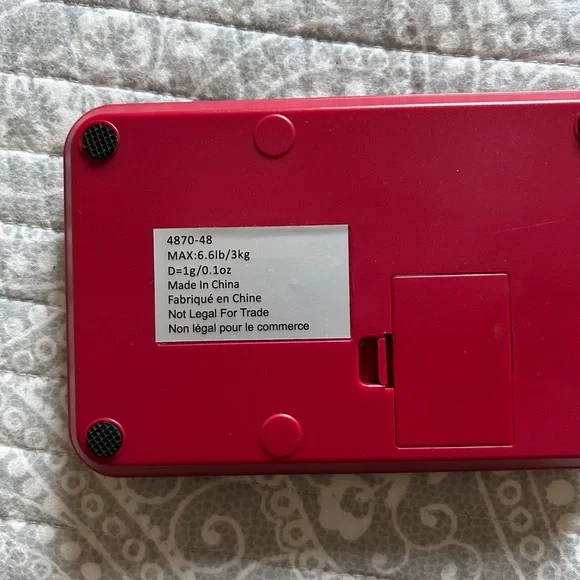 4870-48
MAX:6.6lb/3kg
D=1g/0.1oz
Made In China
Fabriqué en Chine
Not Legal For Trade
Non légal pour le commerce